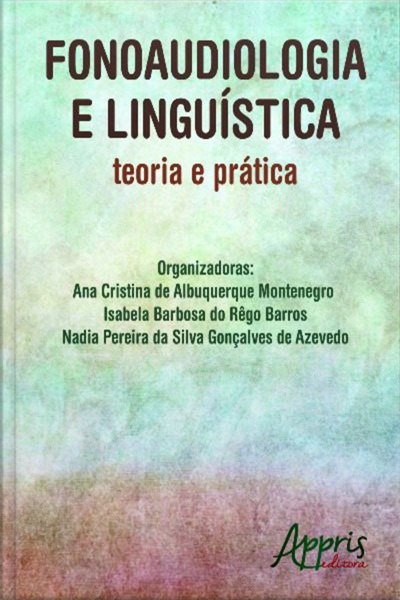 FONOAUDIOLOGIA
E LINGUÍSTICA
teoria e prática
Organizadoras:
Ana Cristina de Albuquerque Montenegro
Isabela Barbosa do Rêgo Barros
Nadia Pereira da Silva Gonçalves de Azevedo
Appris
editora